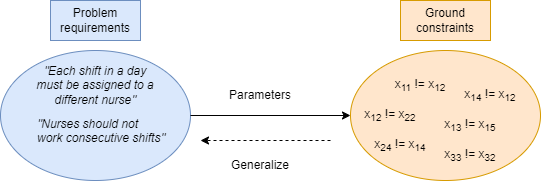 Problem
requirements
"Each shift in a day
must be assigned to a
different nurse"
"Nurses should not
work consecutive shifts"
Parameters
Generalize
Ground
constraints
x11 != x12
x14 != x12
x12 != x22
x13 != x15
x24 != x14
x33 != x32